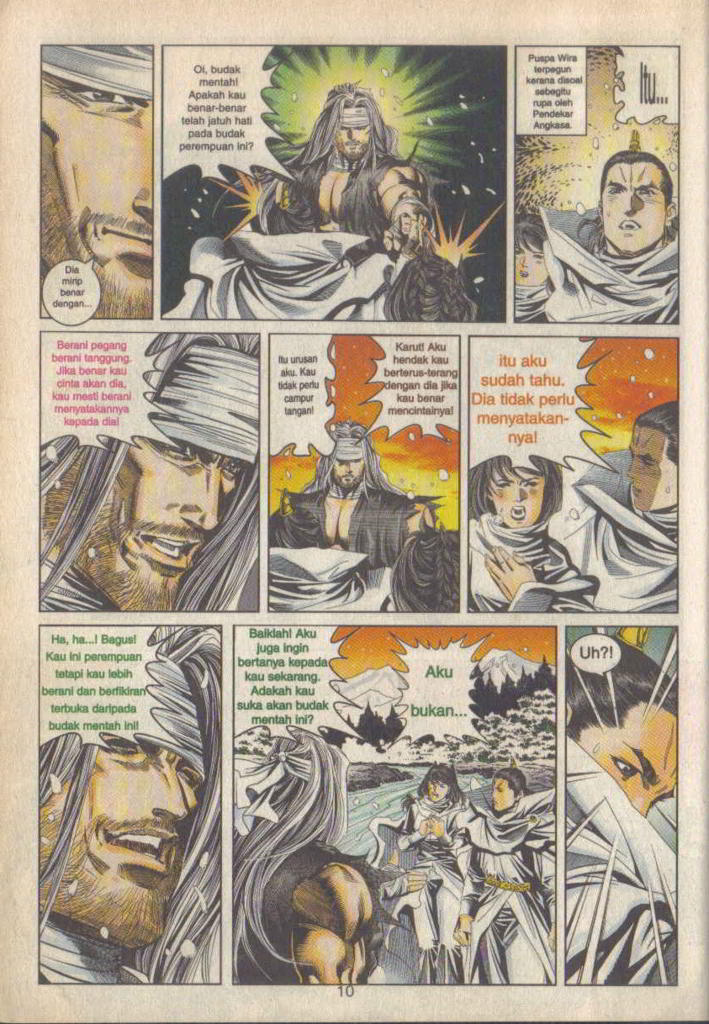 Dia
mirip
benar
dengan...
Oi, budak
mentah!
Apakah kau
benar-benar
telah jatuh hati
pada budak
perempuan ini?
Puspa Wira
terpegun
kerana disoal
sebegitu
rupa oleh
Pendekar
Angkasa.
Itu...
Berani pegang
berani tanggung.
Jika benar kau
cinta akan dia,
kau mesti berani
menyatakannya
kepada dia!
Itu urusan
aku. Kau
tidak perlu
campur
tangan!
Karut! Aku
hendak kau
berterus-terang
dengan dia jika
kau benar
mencintainya!
itu aku
sudah tahu.
Dia tidak perlu
menyatakan-
nya!
Ha, ha...! Bagus!
Kau ini perempuan
tetapi kau lebih
berani dan berfikiran
terbuka daripada
budak mentah ini!
Baiklah! Aku
juga ingin
bertanya kepada
kau sekarang.
Adakah kau
suka akan budak
mentah ini?
Aku
bukan...
Uh?!
10